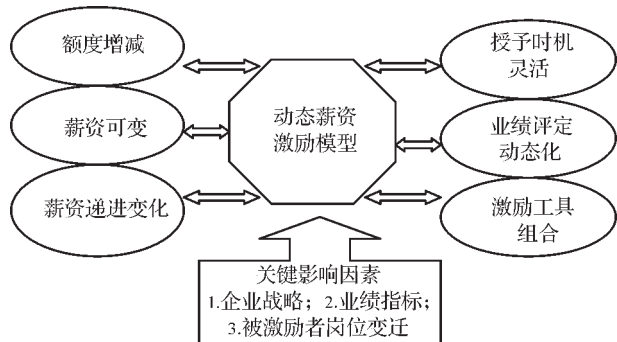 额度增减
薪资可变
薪资递进变化
动态薪资
激励模型
授予时机
灵活
业绩评定
动态化
激励工具
组合
关键影响因素
1.企业战略；2.业绩指标；
3.被激励者岗位变迁